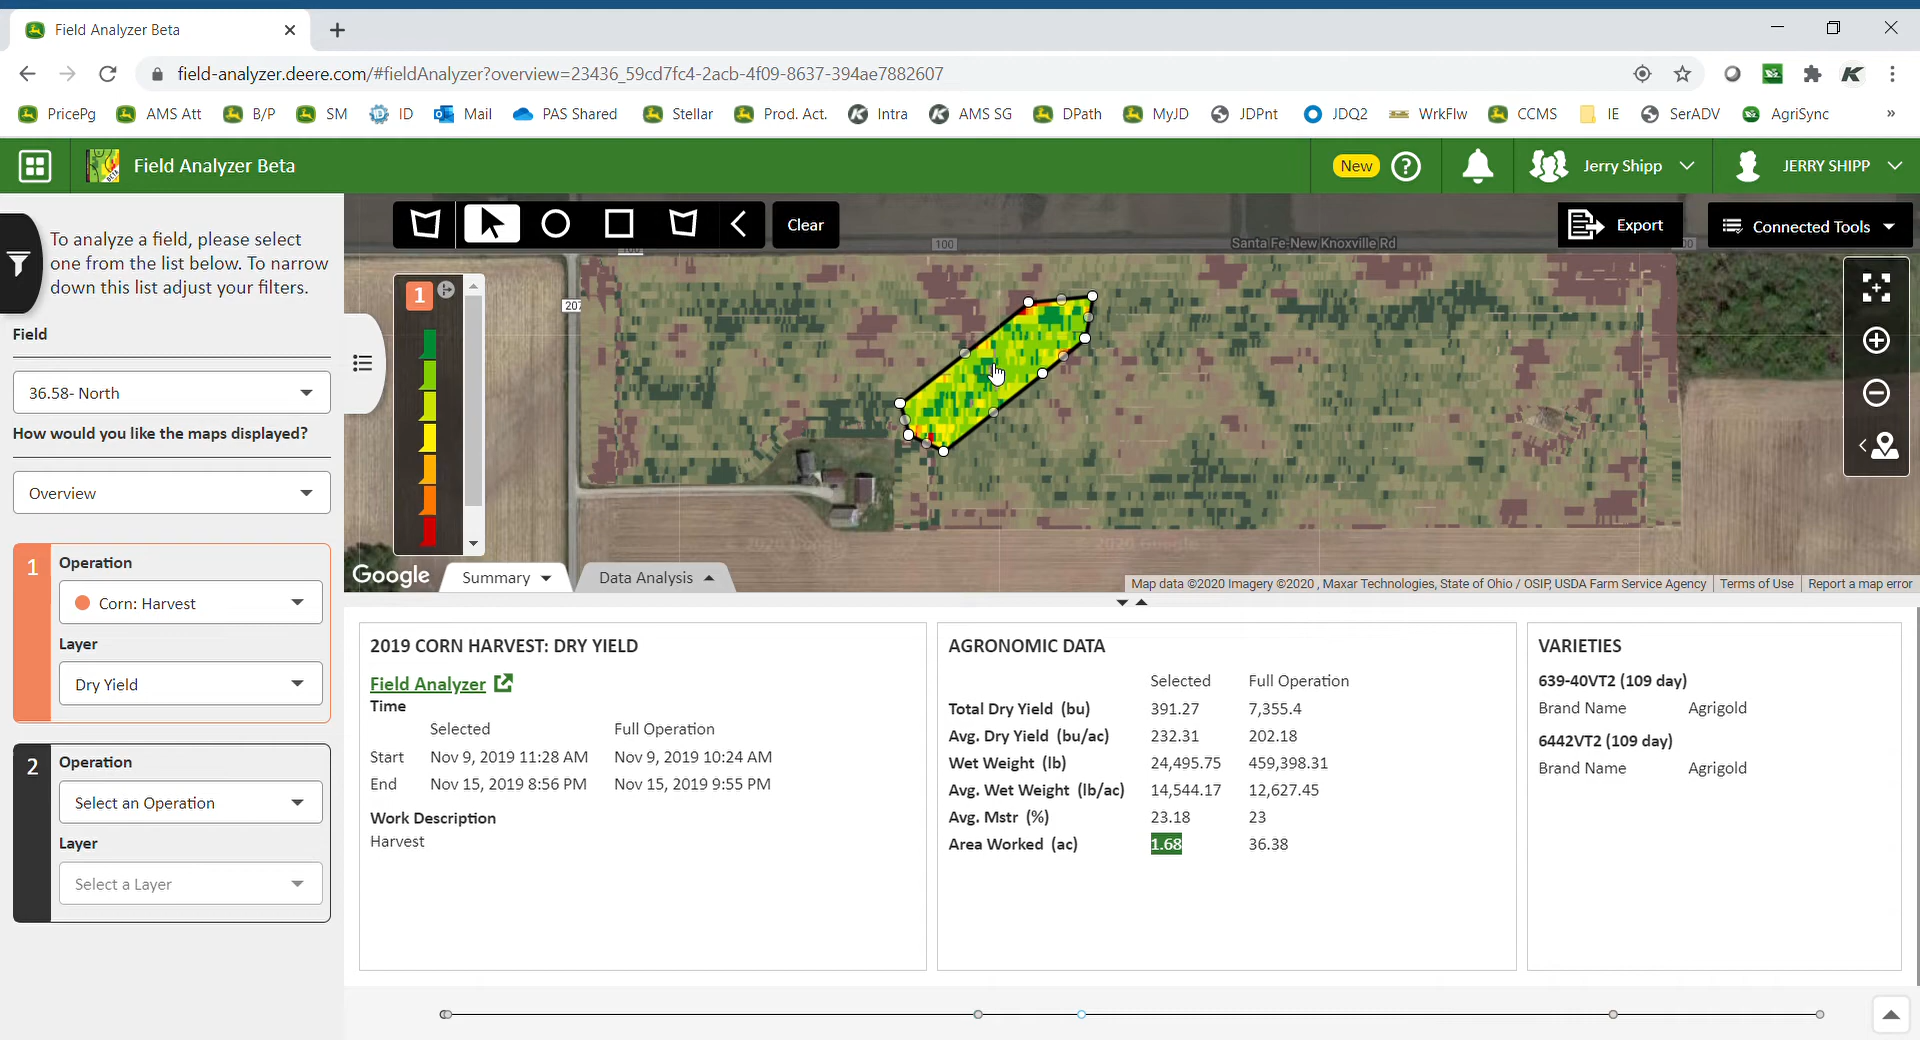 Field Analyzer Beta
field-analyzer.deere.com/#fieldAnalyzer?overview=23436_59cd7fc4-2acb-4f09-8637-394ae7882607
PricePg AMS Att B/P SM ID Mail PAS Shared Stellar Prod. Act. Intra AMS SG DPath MyJD JDPnt JDQ2 WrkFlw CCMS IE SerADV AgriSync »
Field Analyzer Beta New ? Jerry Shipp JERRY SHIPP
To analyze a field, please select
one from the list below. To narrow
down this list adjust your filters.
Field
36.58- North
How would you like the maps displayed?
Overview
1
Operation
Corn: Harvest
Layer
Dry Yield
2
Operation
Select an Operation
Layer
Select a Layer
Clear
Export
Connected Tools
100
100
Santa Fe-New Knoxville Rd
207
1
Google
Summary
Data Analysis
Map data ©2020 Imagery ©2020 , Maxar Technologies, State of Ohio / OSIP, USDA Farm Service Agency Terms of Use Report a map error
2019 CORN HARVEST: DRY YIELD
Field Analyzer
Time
Selected Full Operation
Start Nov 9, 2019 11:28 AM Nov 9, 2019 10:24 AM
End Nov 15, 2019 8:56 PM Nov 15, 2019 9:55 PM
Work Description
Harvest
AGRONOMIC DATA
Selected Full Operation
Total Dry Yield (bu) 391.27 7,355.4
Avg. Dry Yield (bu/ac) 232.31 202.18
Wet Weight (lb) 24,495.75 459,398.31
Avg. Wet Weight (lb/ac) 14,544.17 12,627.45
Avg. Mstr (%) 23.18 23
Area Worked (ac) 1.68 36.38
VARIETIES
639-40VT2 (109 day)
Brand Name Agrigold
6442VT2 (109 day)
Brand Name Agrigold